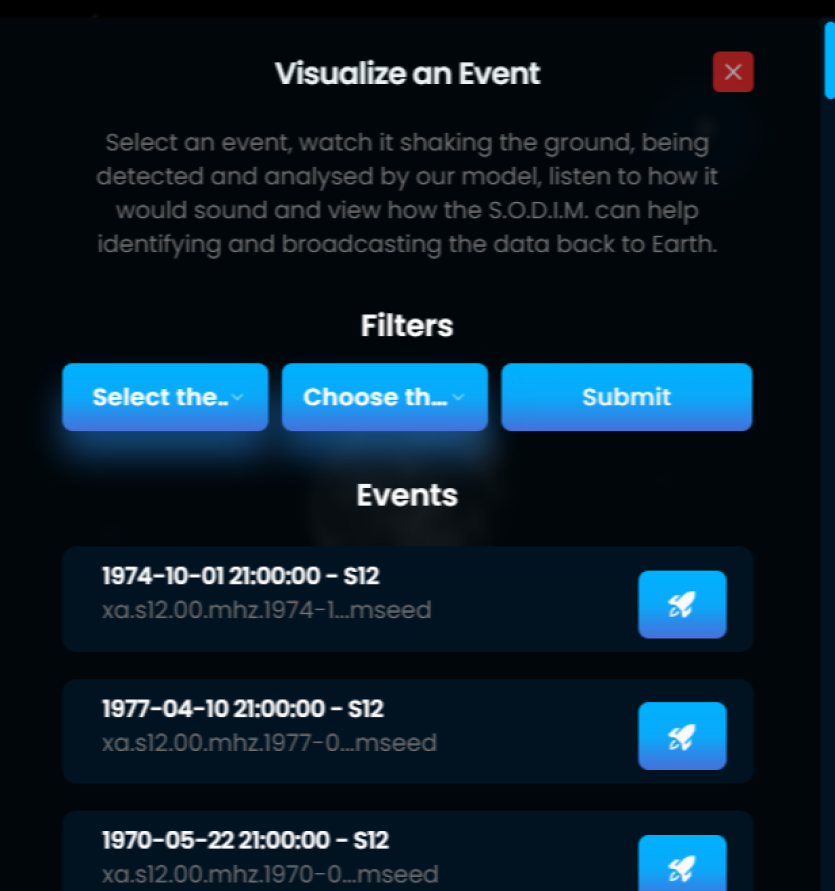 Visualize an Event
Select an event, watch it shaking the ground, being
detected and analysed by our model, listen to how it
would sound and view how the S.O.D.I.M. can help
identifying and broadcasting the data back to Earth.
Filters
Select the..
Choose th...
Submit
Events
1974-10-01 21:00:00 - S12
xa.s12.00.mhz.1974-1...mseed
1977-04-10 21:00:00 - S12
xa.s12.00.mhz.1977-0...mseed
1970-05-22 21:00:00 - S12
xa.s12.00.mhz.1970-0...mseed